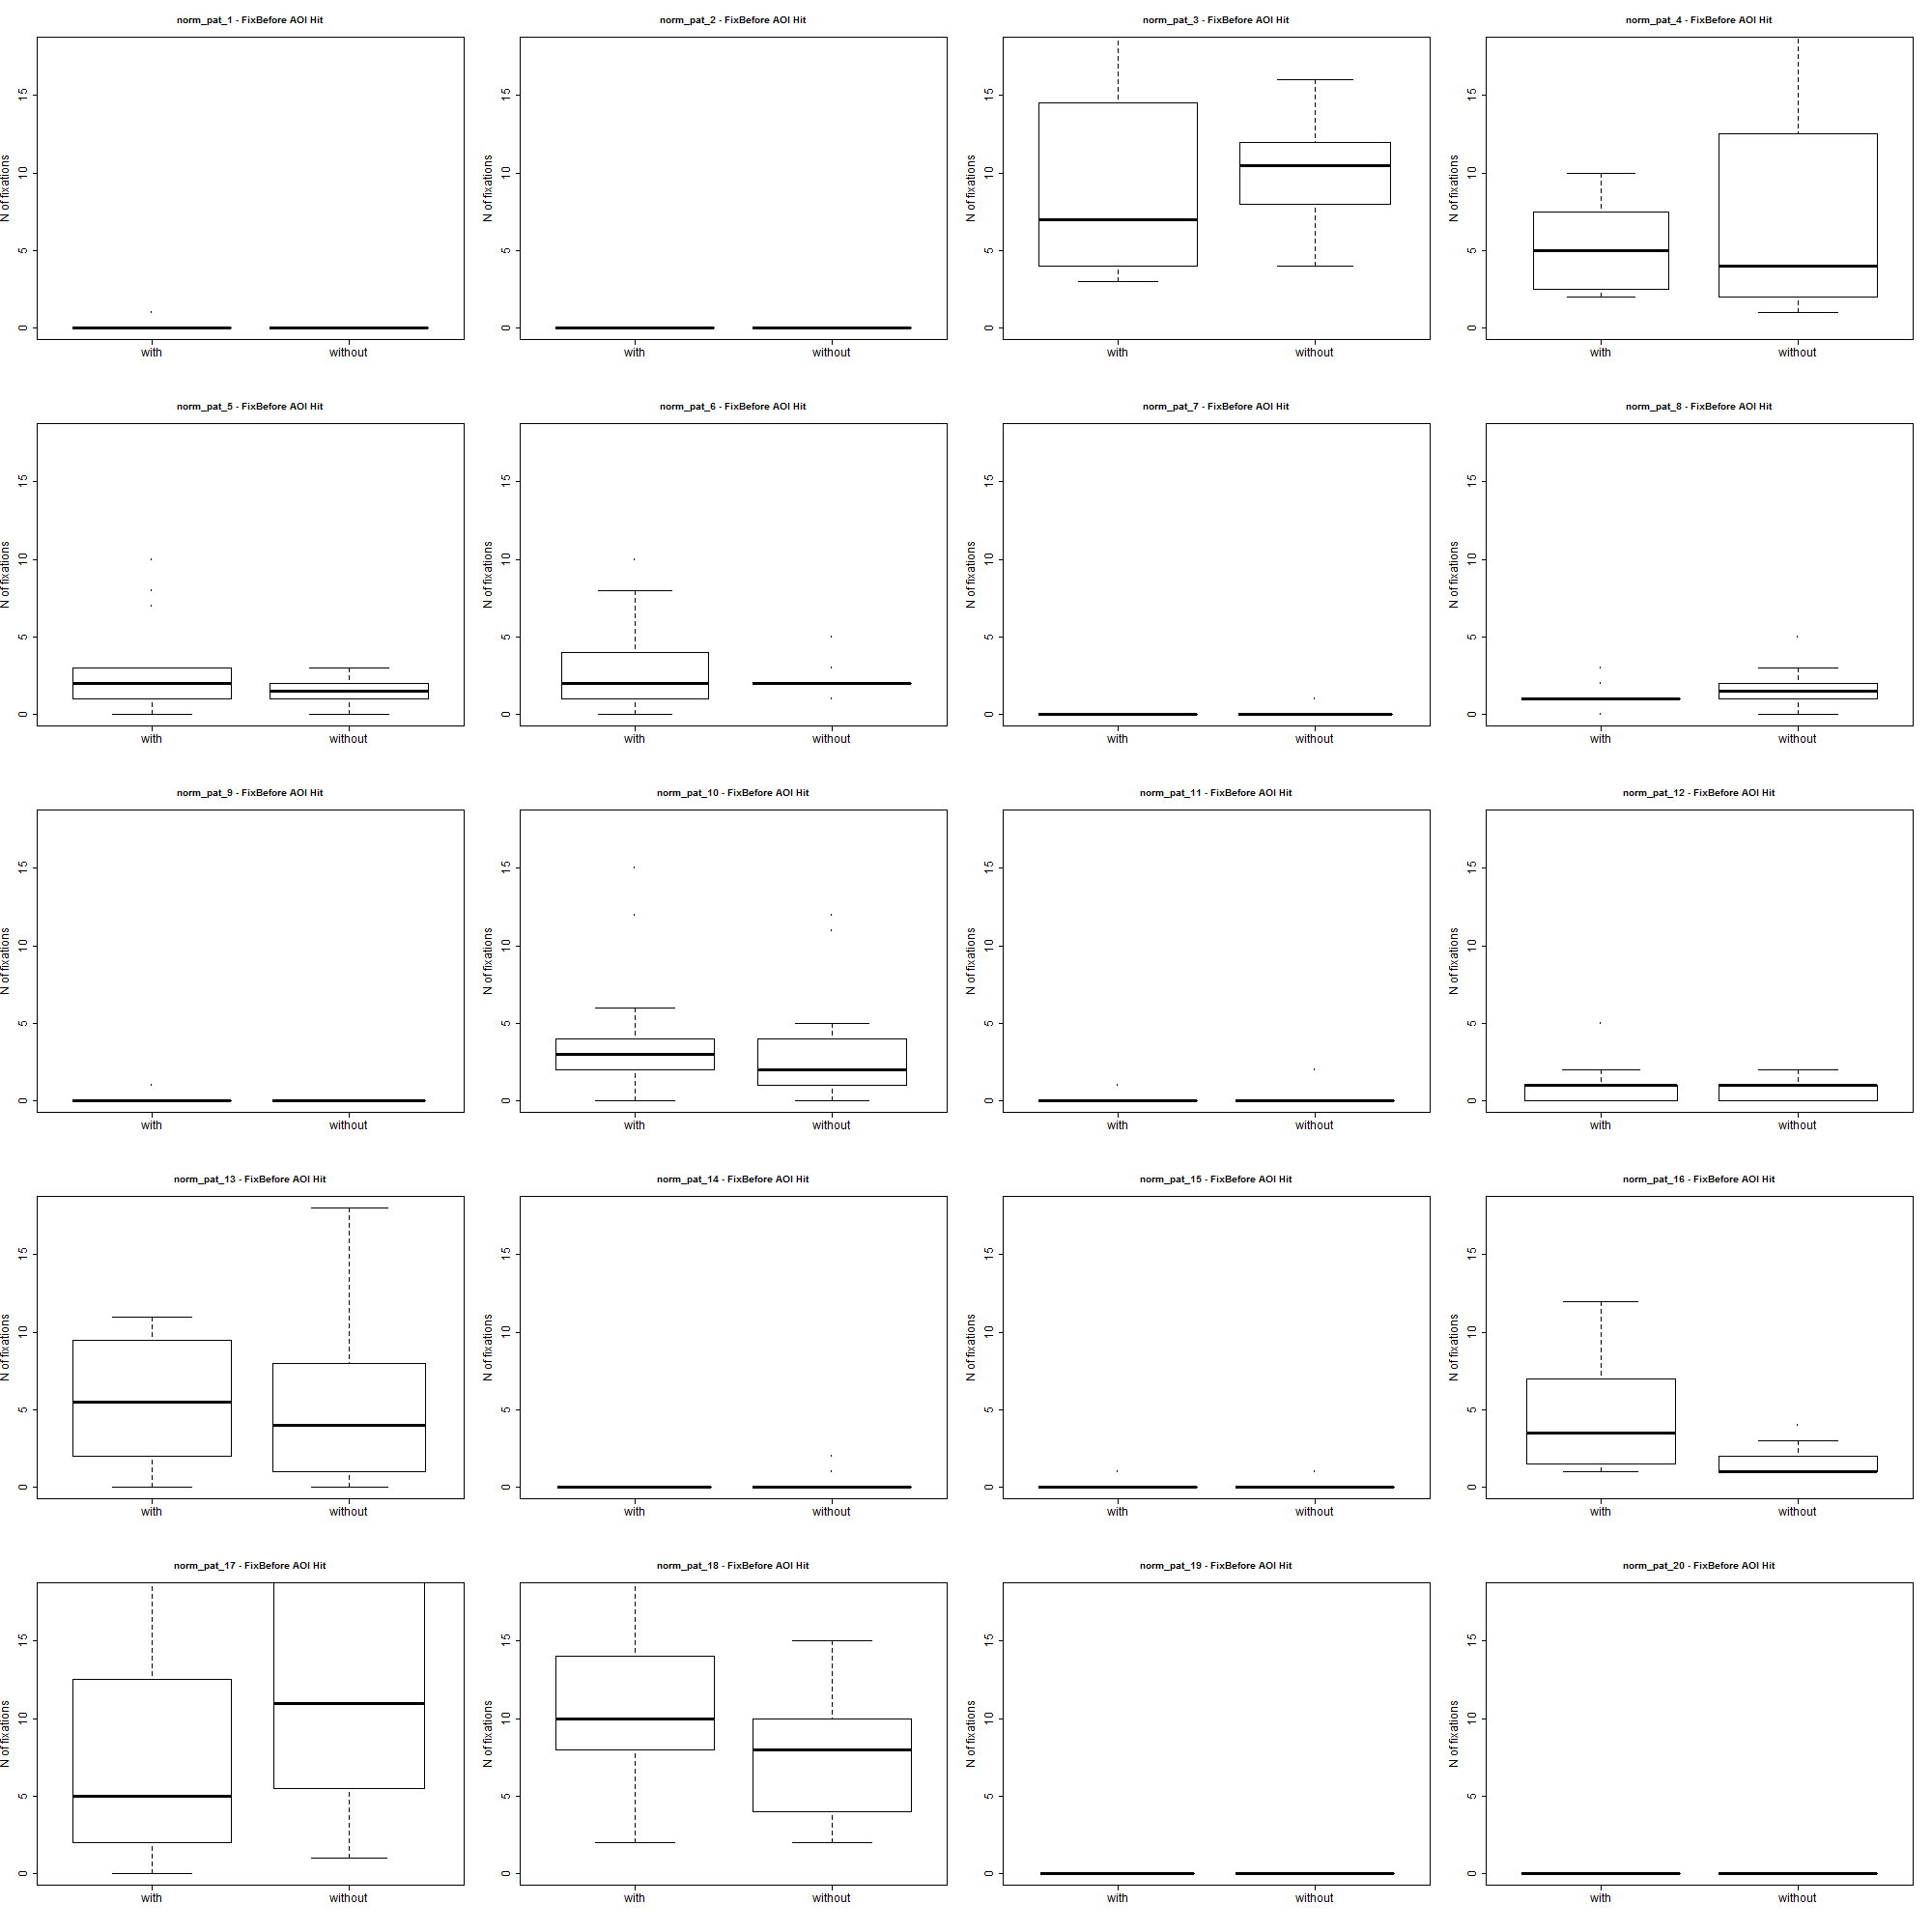 norm_pat_1 - FixBefore AOI Hit
N of fixations
0 5 10 15
with without
norm_pat_2 - FixBefore AOI Hit
N of fixations
0 5 10 15
with without
norm_pat_3 - FixBefore AOI Hit
N of fixations
0 5 10 15
with without
norm_pat_4 - FixBefore AOI Hit
N of fixations
0 5 10 15
with without
norm_pat_5 - FixBefore AOI Hit
N of fixations
0 5 10 15
with without
norm_pat_6 - FixBefore AOI Hit
N of fixations
0 5 10 15
with without
norm_pat_7 - FixBefore AOI Hit
N of fixations
0 5 10 15
with without
norm_pat_8 - FixBefore AOI Hit
N of fixations
0 5 10 15
with without
norm_pat_9 - FixBefore AOI Hit
N of fixations
0 5 10 15
with without
norm_pat_10 - FixBefore AOI Hit
N of fixations
0 5 10 15
with without
norm_pat_11 - FixBefore AOI Hit
N of fixations
0 5 10 15
with without
norm_pat_12 - FixBefore AOI Hit
N of fixations
0 5 10 15
with without
norm_pat_13 - FixBefore AOI Hit
N of fixations
0 5 10 15
with without
norm_pat_14 - FixBefore AOI Hit
N of fixations
0 5 10 15
with without
norm_pat_15 - FixBefore AOI Hit
N of fixations
0 5 10 15
with without
norm_pat_16 - FixBefore AOI Hit
N of fixations
0 5 10 15
with without
norm_pat_17 - FixBefore AOI Hit
N of fixations
0 5 10 15
with without
norm_pat_18 - FixBefore AOI Hit
N of fixations
0 5 10 15
with without
norm_pat_19 - FixBefore AOI Hit
N of fixations
0 5 10 15
with without
norm_pat_20 - FixBefore AOI Hit
N of fixations
0 5 10 15
with without